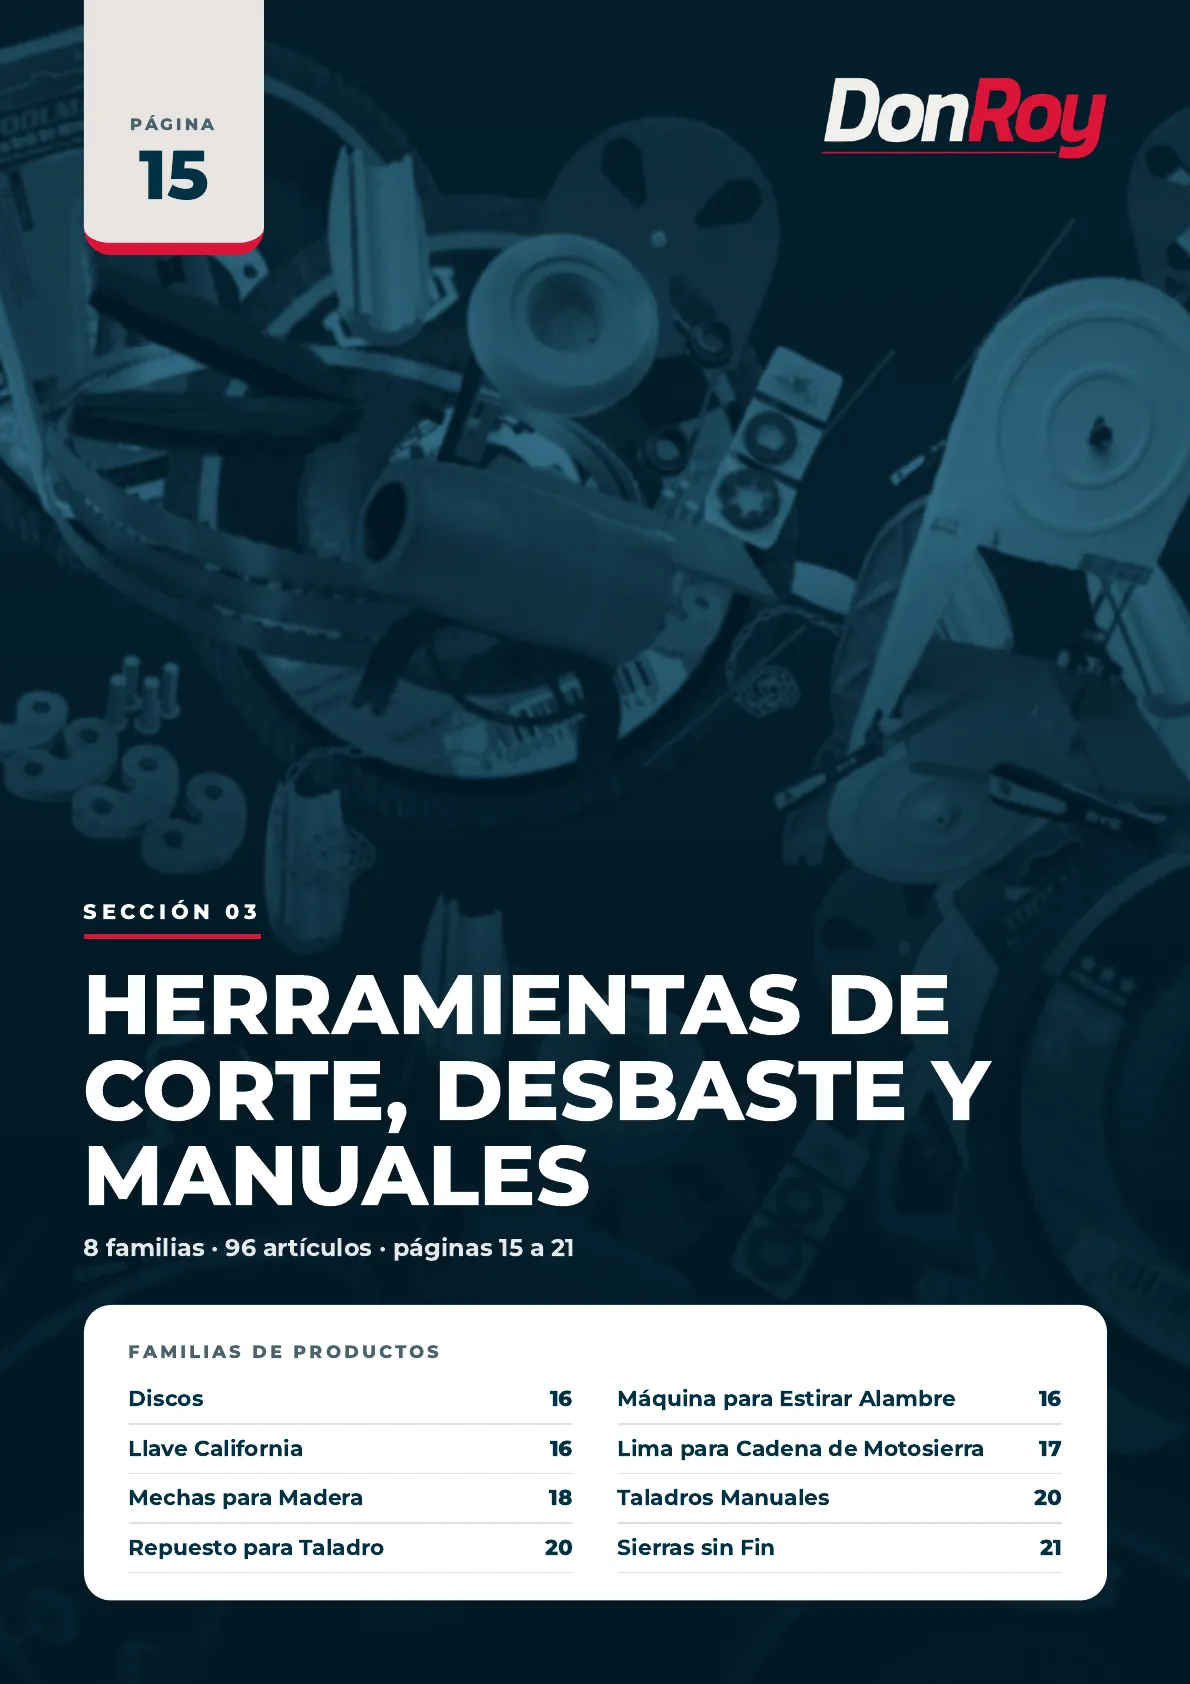 PÁGINA
15
DonRoy
SECCIÓN 03
HERRAMIENTAS DE
CORTE, DESBASTE Y
MANUALES
8 familias · 96 artículos · páginas 15 a 21
FAMILIAS DE PRODUCTOS
Discos 16
Máquina para Estirar Alambre 16
Llave California 16
Lima para Cadena de Motosierra 17
Mechas para Madera 18
Taladros Manuales 20
Repuesto para Taladro 20
Sierras sin Fin 21